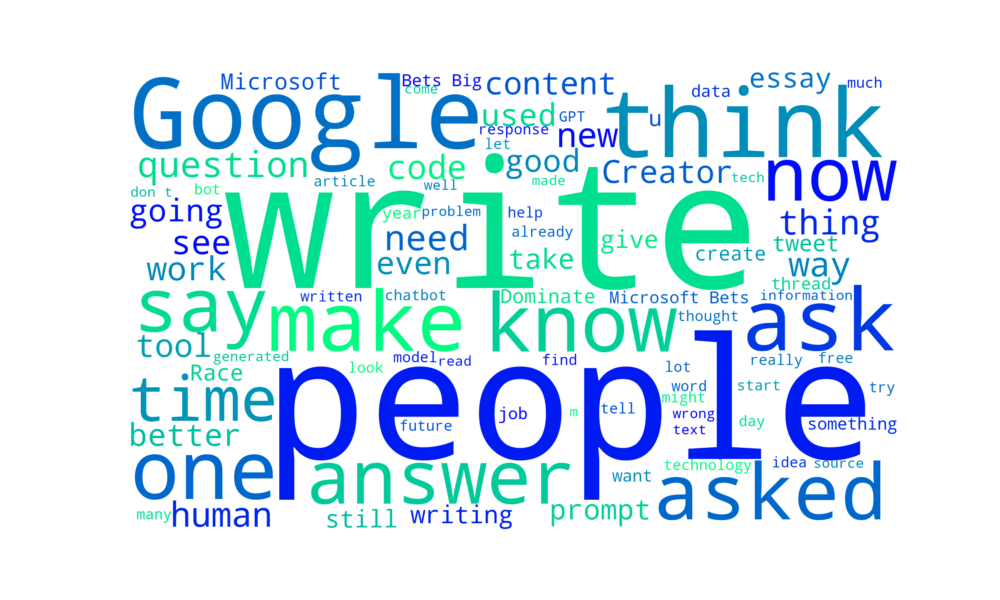 Microsoft
Bets Big
content
essay
much
Google
come
data
think
used
GPT
u
response
new
let
question
code
good
Creator
tech
now
article
well
made
don t
bot
write
going
year
problem
help
thing
see
need
already
give
tweet
work
even
take
create
way
thread
say
written
chatbot
Dominate
Microsoft Bets
information
make
know
thought
ask
tool
generated
model
read
find
lot
really
free
Race
look
people
word
start
try
time
might
job
m
tell
wrong
day
something
better
future
text
one
answer
want
technology
idea
source
asked
many
human
still
writing
prompt